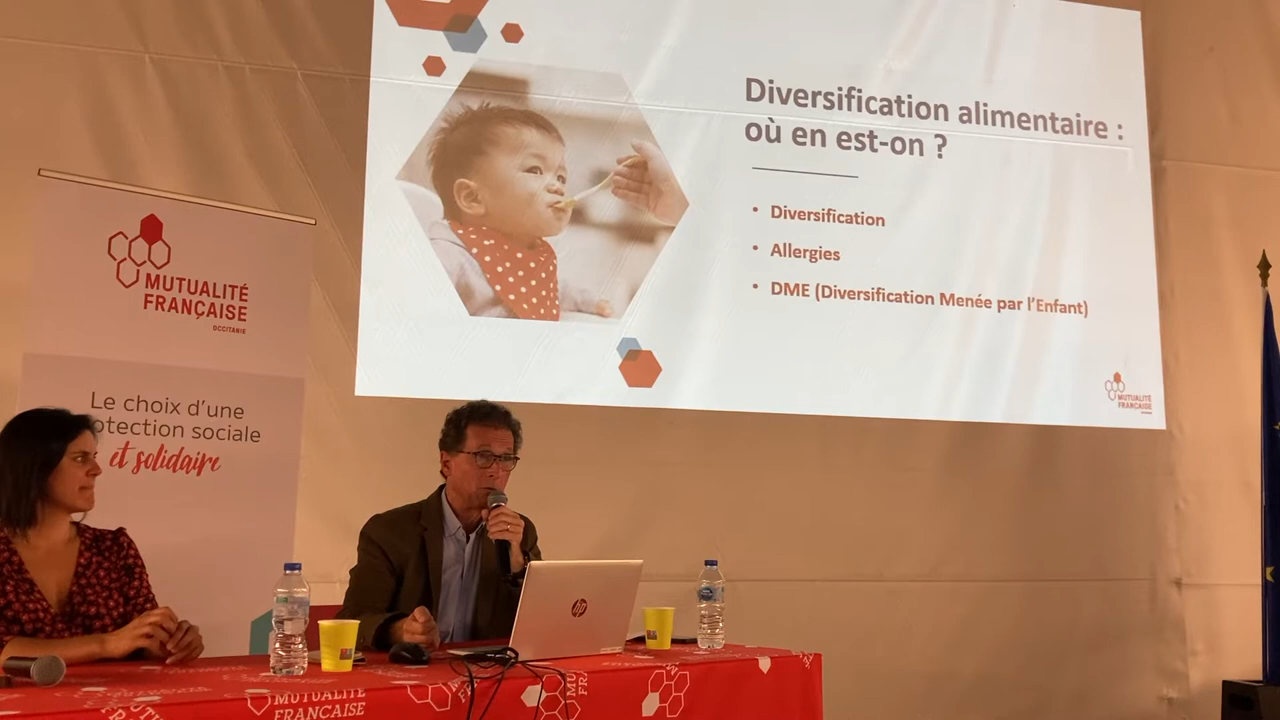 Diversification alimentaire :
où en est-on ?
• Diversification
• Allergies
• DME (Diversification Menée par l'Enfant)
MUTUALITÉ
FRANÇAISE
MUTUALITÉ
FRANÇAISE
OCCITANIE
Le choix d'une
otection sociale
et solidaire
hp
MUTUALITÉ
FRANÇAISE